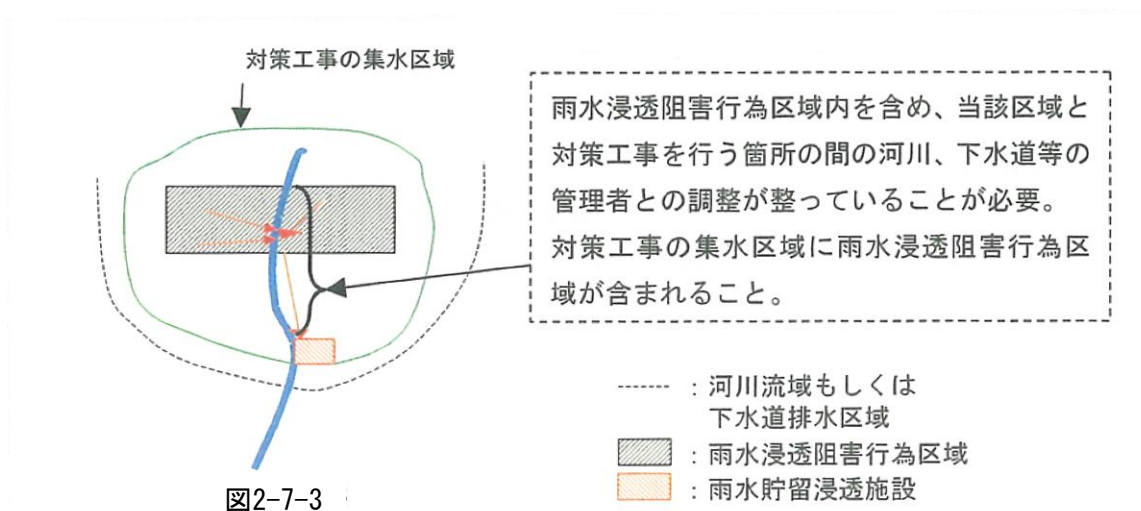 対策工事の集水区域
雨水浸透阻害行為区域内を含め、当該区域と
対策工事を行う箇所の間の河川、下水道等の
管理者との調整が整っていることが必要。
対策工事の集水区域に雨水浸透阻害行為区
域が含まれること。
：河川流域もしくは
下水道排水区域
：雨水浸透阻害行為区域
：雨水貯留浸透施設
図2-7-3